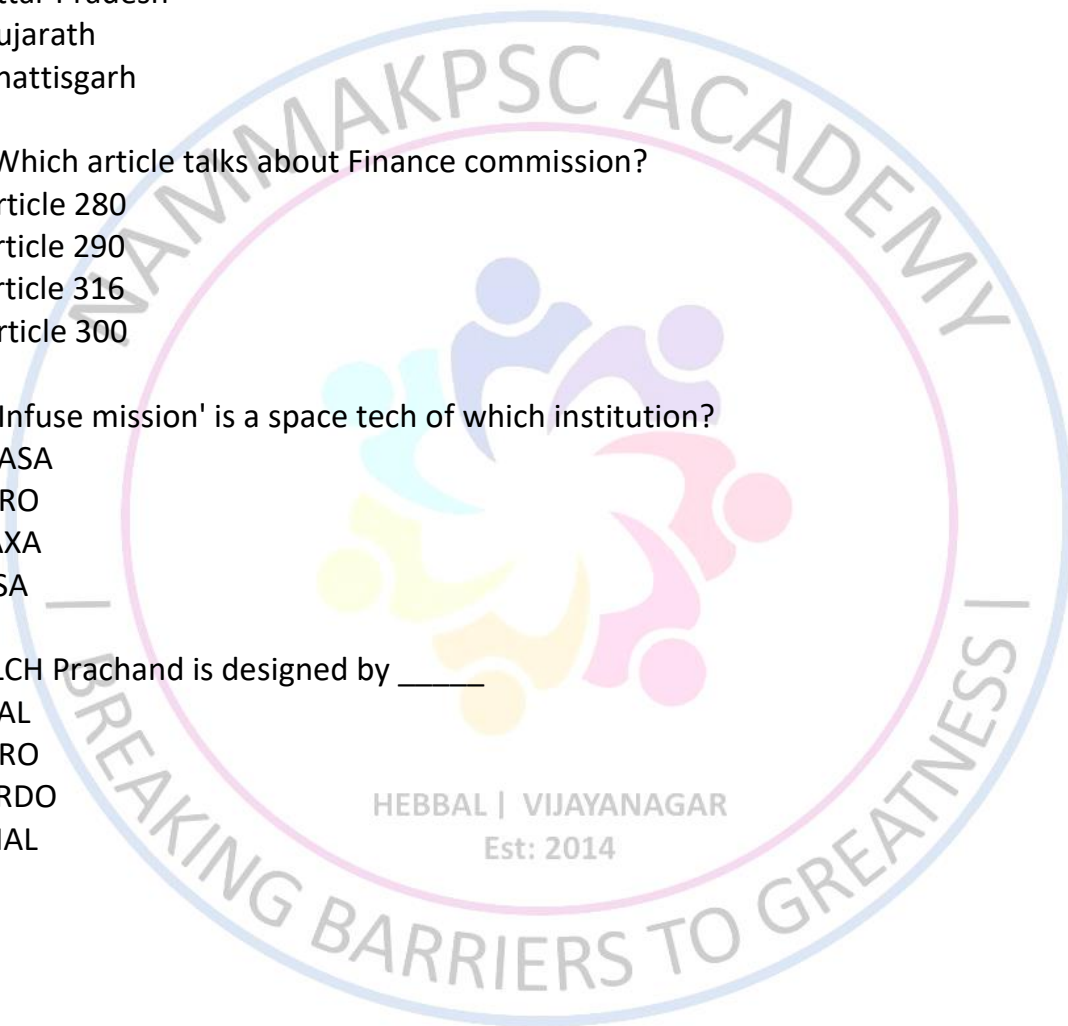 ttar Pradesh
ujarath
hattisgarh
Which article talks about Finance commission?
rticle 280
rticle 290
rticle 316
rticle 300
Infuse mission' is a space tech of which institution?
ASA
RO
AXA
SA
LCH Prachand is designed by _____
AL
RO
RDO
HAL
NAMMAKPSC ACADEMY
HEBBAL | VIJAYANAGAR
Est: 2014
| BREAKING BARRIERS TO GREATNESS |